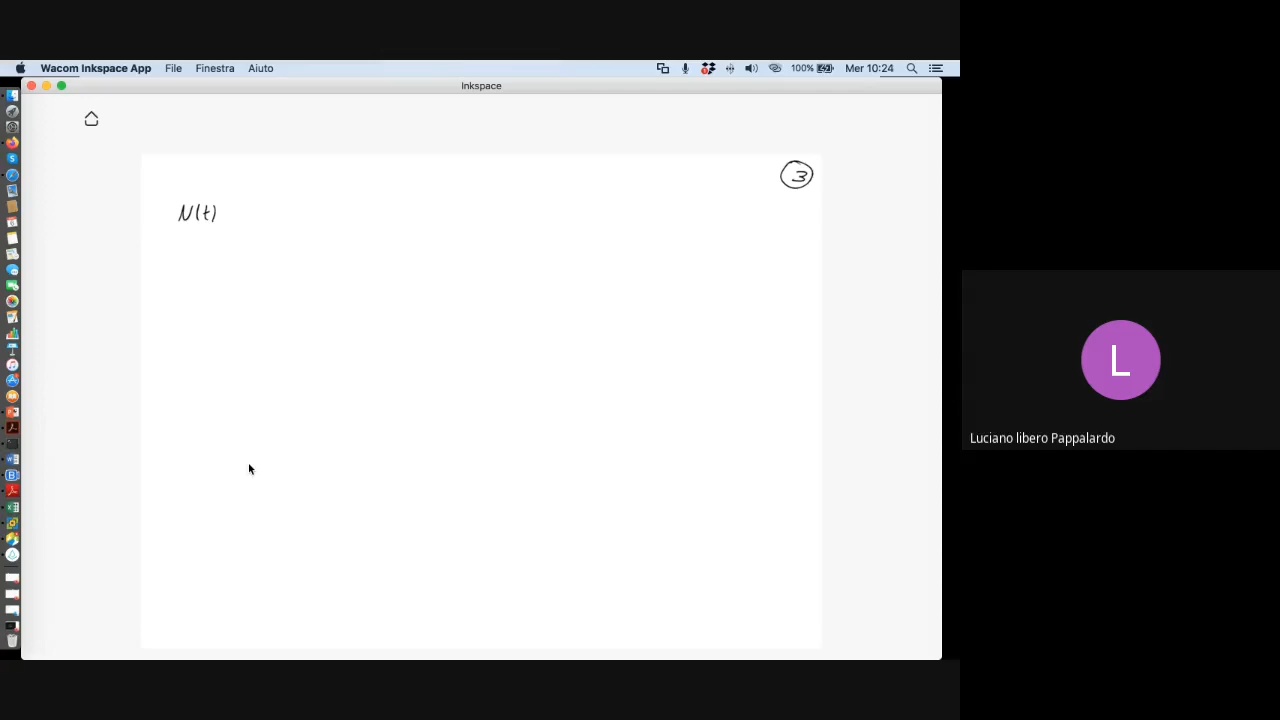 Wacom Inkspace App File Finestra Aiuto 100% Mer 10:24
Inkspace
3
N(t)
L
Luciano libero Pappalardo